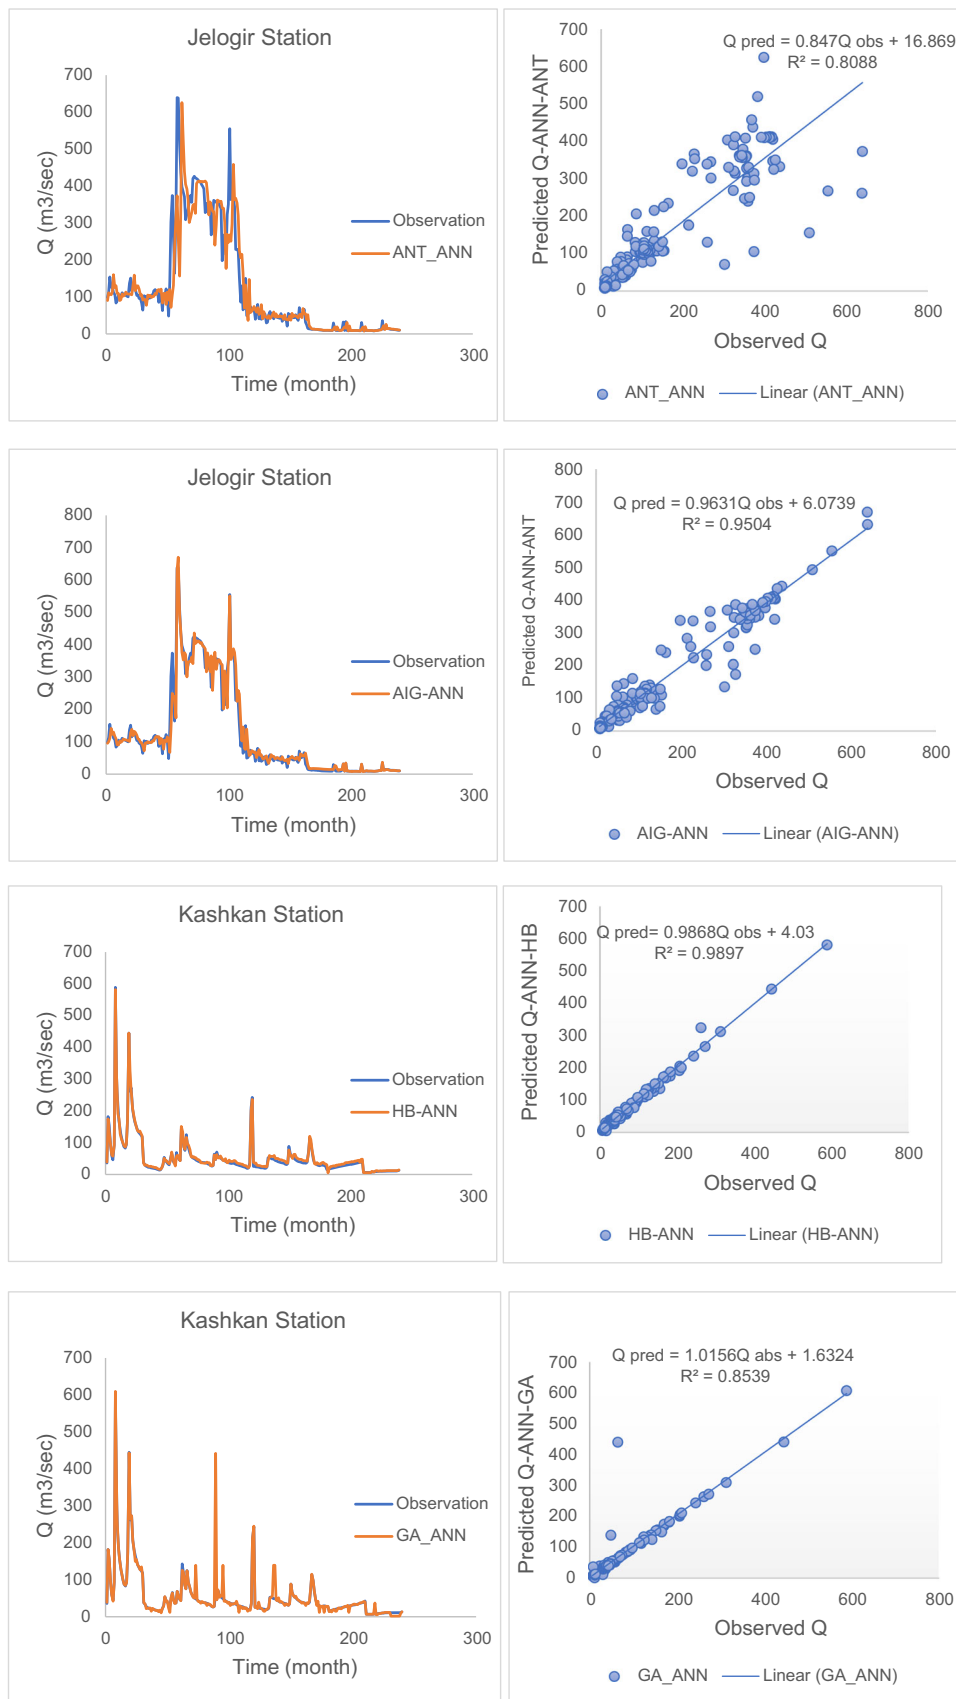 Jelogir Station
700
600
500
400
300
200
100
0
Q (m3/sec)
0 100 200 300
Time (month)
Observation
ANT_ANN
Q pred = 0.847Q obs + 16.869
R² = 0.8088
700
600
500
400
300
200
100
0
Predicted Q-ANN-ANT
0 200 400 600 800
Observed Q
ANT_ANN Linear (ANT_ANN)
Jelogir Station
800
700
600
500
400
300
200
100
0
Q (m3/sec)
0 100 200 300
Time (month)
Observation
AIG-ANN
Q pred = 0.9631Q obs + 6.0739
R² = 0.9504
800
700
600
500
400
300
200
100
0
Predicted Q-ANN-ANT
0 200 400 600 800
Observed Q
AIG-ANN Linear (AIG-ANN)
Kashkan Station
700
600
500
400
300
200
100
0
Q (m3/sec)
0 100 200 300
Time (month)
Observation
HB-ANN
Q pred= 0.9868Q obs + 4.03
R² = 0.9897
700
600
500
400
300
200
100
0
Predicted Q-ANN-HB
0 200 400 600 800
Observed Q
HB-ANN Linear (HB-ANN)
Kashkan Station
700
600
500
400
300
200
100
0
Q (m3/sec)
0 100 200 300
Time (month)
Observation
GA_ANN
Q pred = 1.0156Q abs + 1.6324
R² = 0.8539
700
600
500
400
300
200
100
0
Predicted Q-ANN-GA
0 200 400 600 800
Observed Q
GA_ANN Linear (GA_ANN)